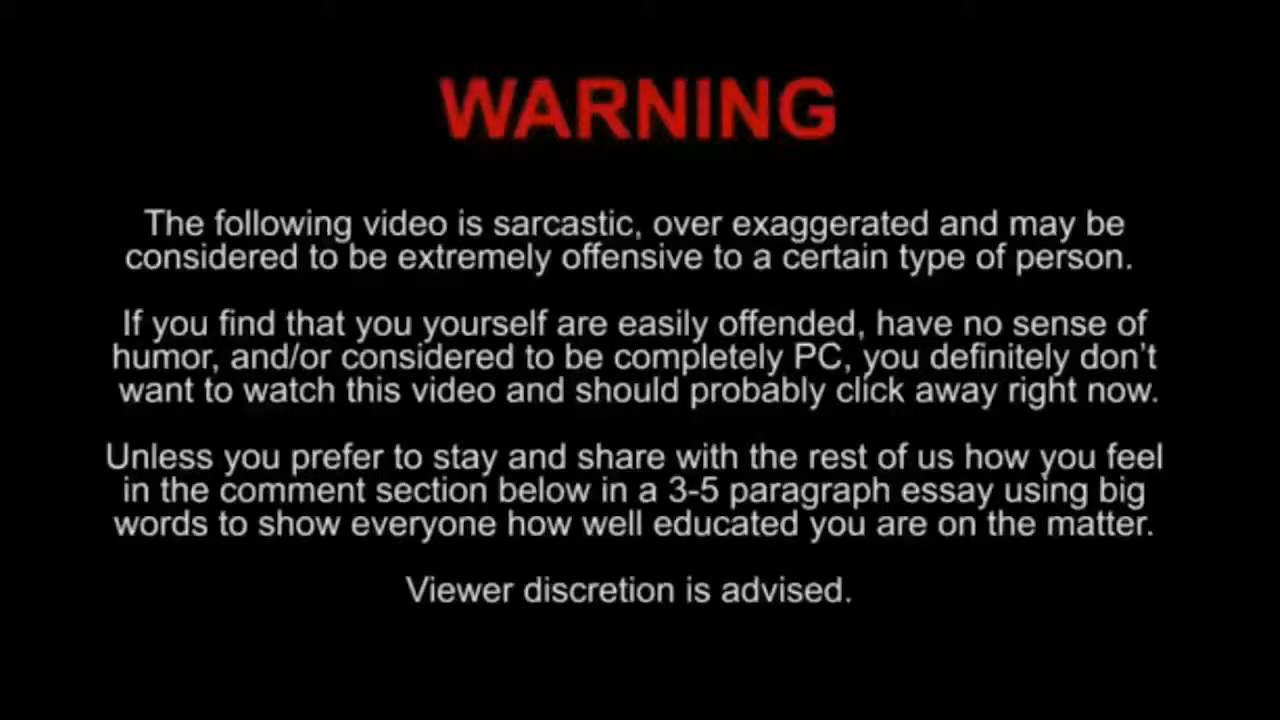 WARNING
The following video is sarcastic, over exaggerated and may be
considered to be extremely offensive to a certain type of person.
If you find that you yourself are easily offended, have no sense of
humor, and/or considered to be completely PC, you definitely don't
want to watch this video and should probably click away right now.
Unless you prefer to stay and share with the rest of us how you feel
in the comment section below in a 3-5 paragraph essay using big
words to show everyone how well educated you are on the matter.
Viewer discretion is advised.